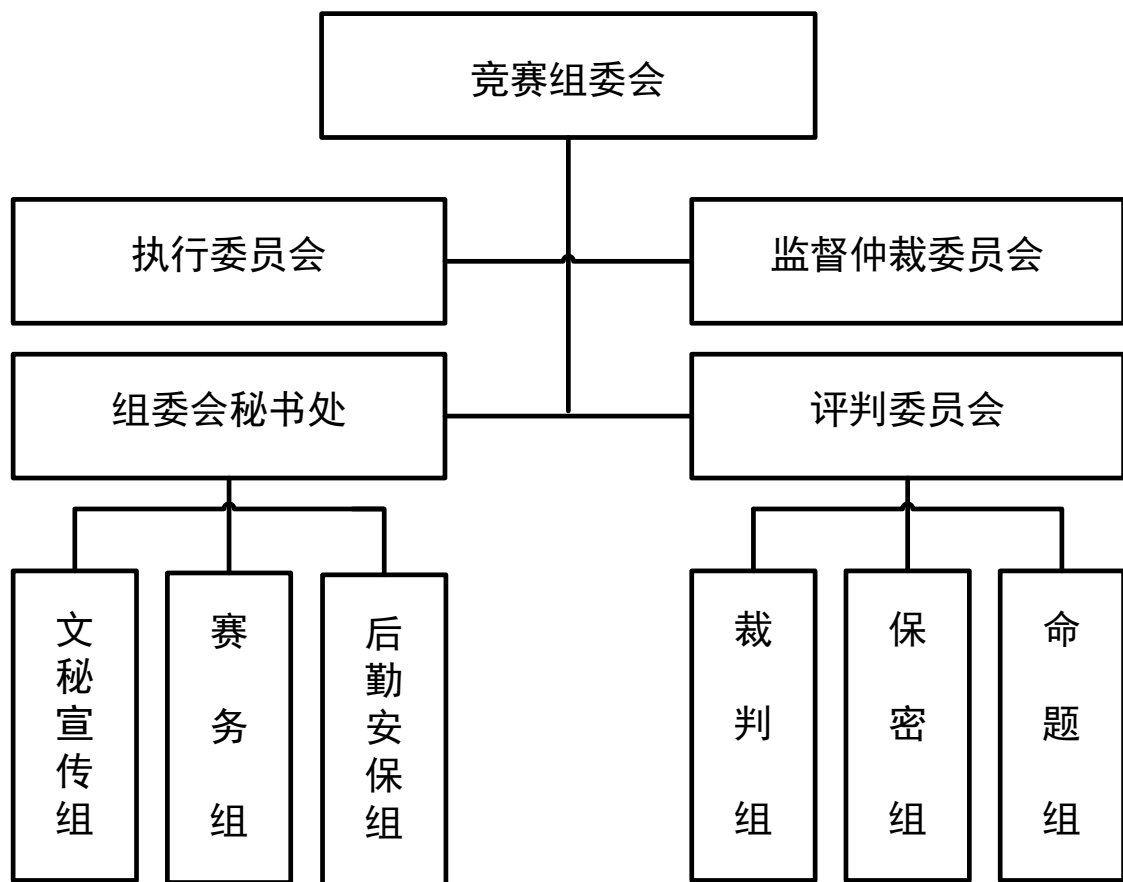 竞赛组委会
执行委员会
监督仲裁委员会
组委会秘书处
评判委员会
文秘宣传组
赛务组
后勤安保组
裁判组
保密组
命题组